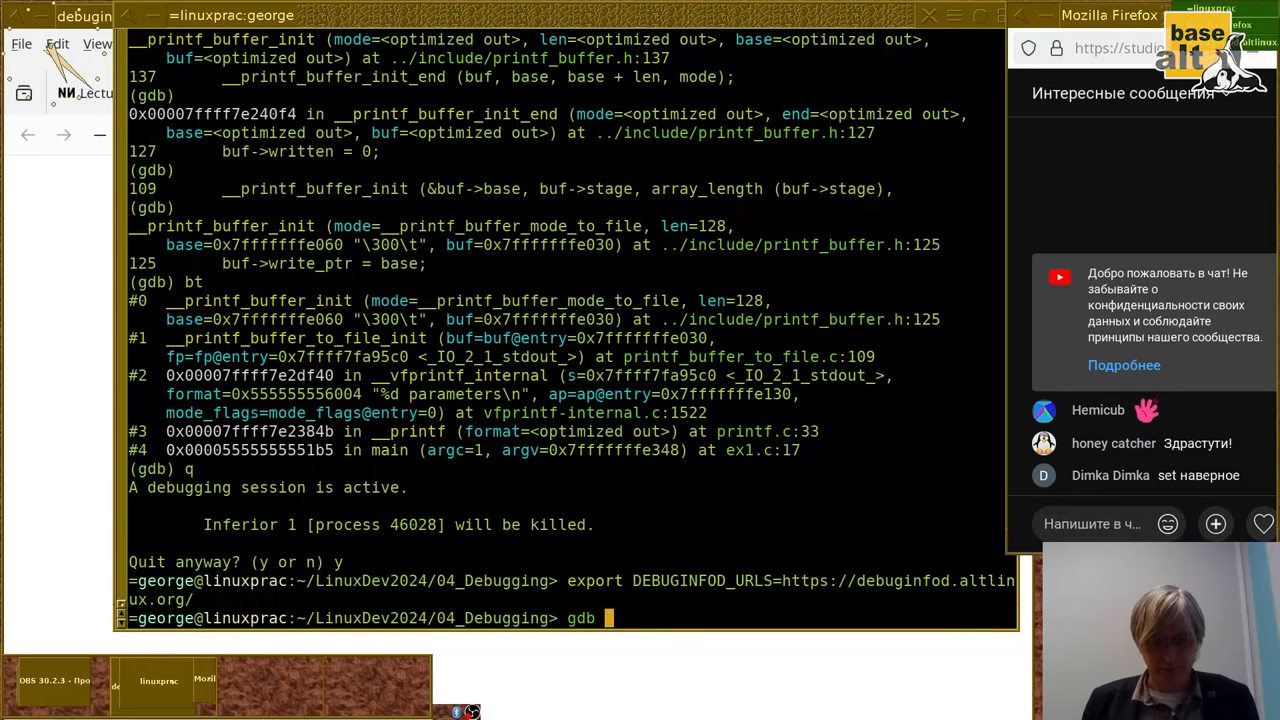 debugin
=linuxprac:george
Mozilla Firefox
=linuxprac
File Edit View
Lectu
https://studio
base
alt
Интересные сообщения
__printf_buffer_init (mode=<optimized out>, len=<optimized out>, base=<optimized out>,
buf=<optimized out>) at ../include/printf_buffer.h:137
137 __printf_buffer_init_end (buf, base, base + len, mode);
(gdb)
0x00007ffff7e240f4 in __printf_buffer_init_end (mode=<optimized out>, end=<optimized out>,
base=<optimized out>, buf=<optimized out>) at ../include/printf_buffer.h:127
127 buf->written = 0;
(gdb)
109 __printf_buffer_init (&buf->base, buf->stage, array_length (buf->stage),
(gdb)
__printf_buffer_init (mode=__printf_buffer_mode_to_file, len=128,
base=0x7fffffffe060 "\300\t", buf=0x7fffffffe030) at ../include/printf_buffer.h:125
125 buf->write_ptr = base;
(gdb) bt
#0 __printf_buffer_init (mode=__printf_buffer_mode_to_file, len=128,
base=0x7fffffffe060 "\300\t", buf=0x7fffffffe030) at ../include/printf_buffer.h:125
#1 __printf_buffer_to_file_init (buf=buf@entry=0x7fffffffe030,
fp=fp@entry=0x7ffff7fa95c0 <_IO_2_1_stdout_>) at printf_buffer_to_file.c:109
#2 0x00007ffff7e2df40 in __vfprintf_internal (s=0x7ffff7fa95c0 <_IO_2_1_stdout_>,
format=0x555555556004 "%d parameters\n", ap=ap@entry=0x7fffffffe130,
mode_flags=mode_flags@entry=0) at vfprintf-internal.c:1522
#3 0x00007ffff7e2384b in __printf (format=<optimized out>) at printf.c:33
#4 0x00005555555551b5 in main (argc=1, argv=0x7fffffffe348) at ex1.c:17
(gdb) q
A debugging session is active.
Inferior 1 [process 46028] will be killed.
Quit anyway? (y or n) y
=george@linuxprac:~/LinuxDev2024/04_Debugging> export DEBUGINFOD_URLS=https://debuginfod.altlin
ux.org/
=george@linuxprac:~/LinuxDev2024/04_Debugging> gdb
Добро пожаловать в чат! Не
забывайте о
конфиденциальности своих
данных и соблюдайте
принципы нашего сообщества.
Подробнее
Hemicub
honey catcher Здрастути!
Dimka Dimka set наверное
Напишите в ч...
OBS 30.2.3 - Про
de
linuxprac
Mozil